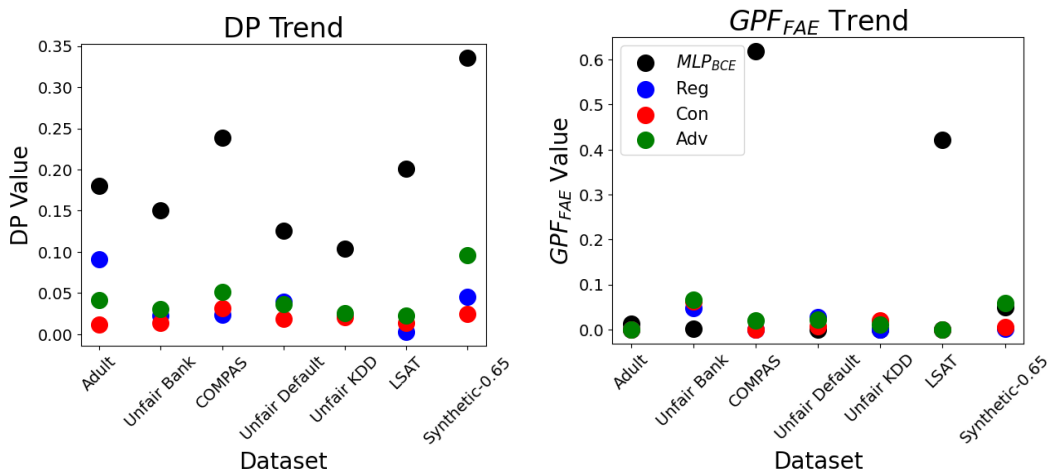 DP Trend
DP Value
0.35
0.30
0.25
0.20
0.15
0.10
0.05
0.00
Adult
Unfair Bank
COMPAS
Unfair Default
Unfair KDD
LSAT
Synthetic-0.65
Dataset
GPF_FAE Trend
GPF_FAE Value
0.6
0.5
0.4
0.3
0.2
0.1
0.0
MLP_BCE
Reg
Con
Adv
Adult
Unfair Bank
COMPAS
Unfair Default
Unfair KDD
LSAT
Synthetic-0.65
Dataset